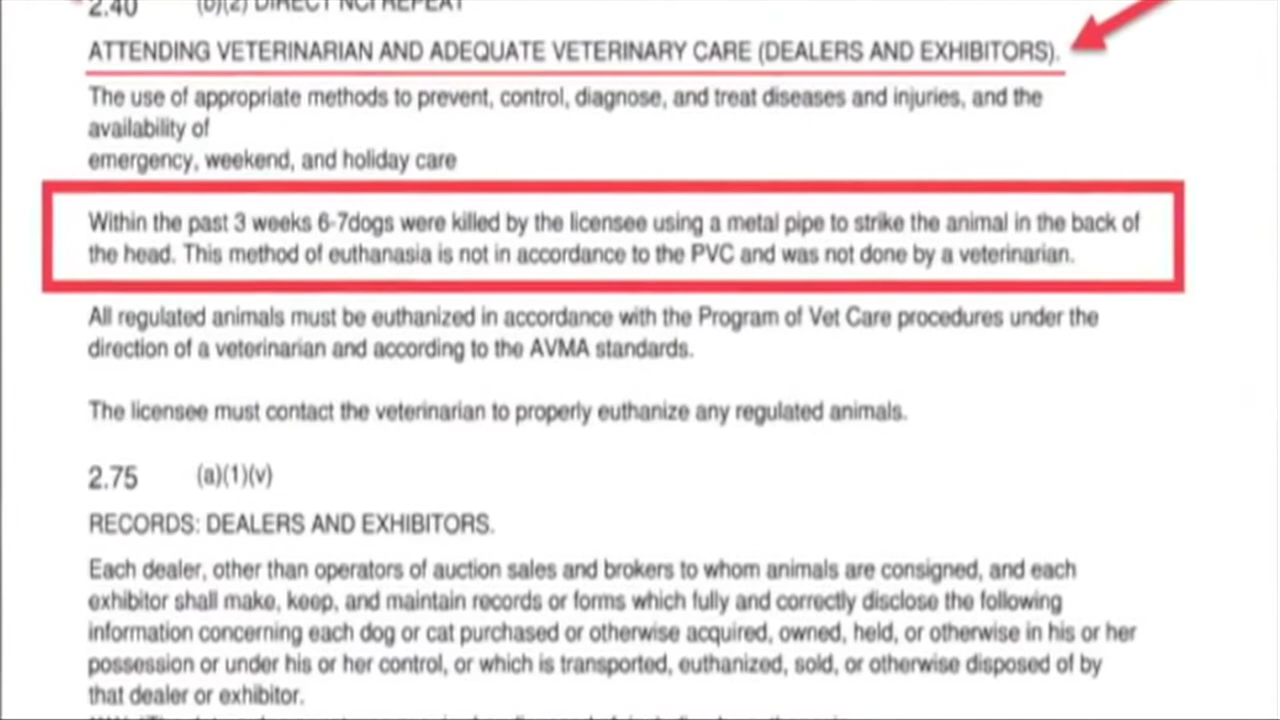 2.40 (b)(2) DIRECT NCI REPEAT
ATTENDING VETERINARIAN AND ADEQUATE VETERINARY CARE (DEALERS AND EXHIBITORS).
The use of appropriate methods to prevent, control, diagnose, and treat diseases and injuries, and the
availability of
emergency, weekend, and holiday care
Within the past 3 weeks 6-7dogs were killed by the licensee using a metal pipe to strike the animal in the back of
the head. This method of euthanasia is not in accordance to the PVC and was not done by a veterinarian.
All regulated animals must be euthanized in accordance with the Program of Vet Care procedures under the
direction of a veterinarian and according to the AVMA standards.
The licensee must contact the veterinarian to properly euthanize any regulated animals.
2.75 (a)(1)(v)
RECORDS: DEALERS AND EXHIBITORS.
Each dealer, other than operators of auction sales and brokers to whom animals are consigned, and each
exhibitor shall make, keep, and maintain records or forms which fully and correctly disclose the following
information concerning each dog or cat purchased or otherwise acquired, owned, held, or otherwise in his or her
possession or under his or her control, or which is transported, euthanized, sold, or otherwise disposed of by
that dealer or exhibitor.